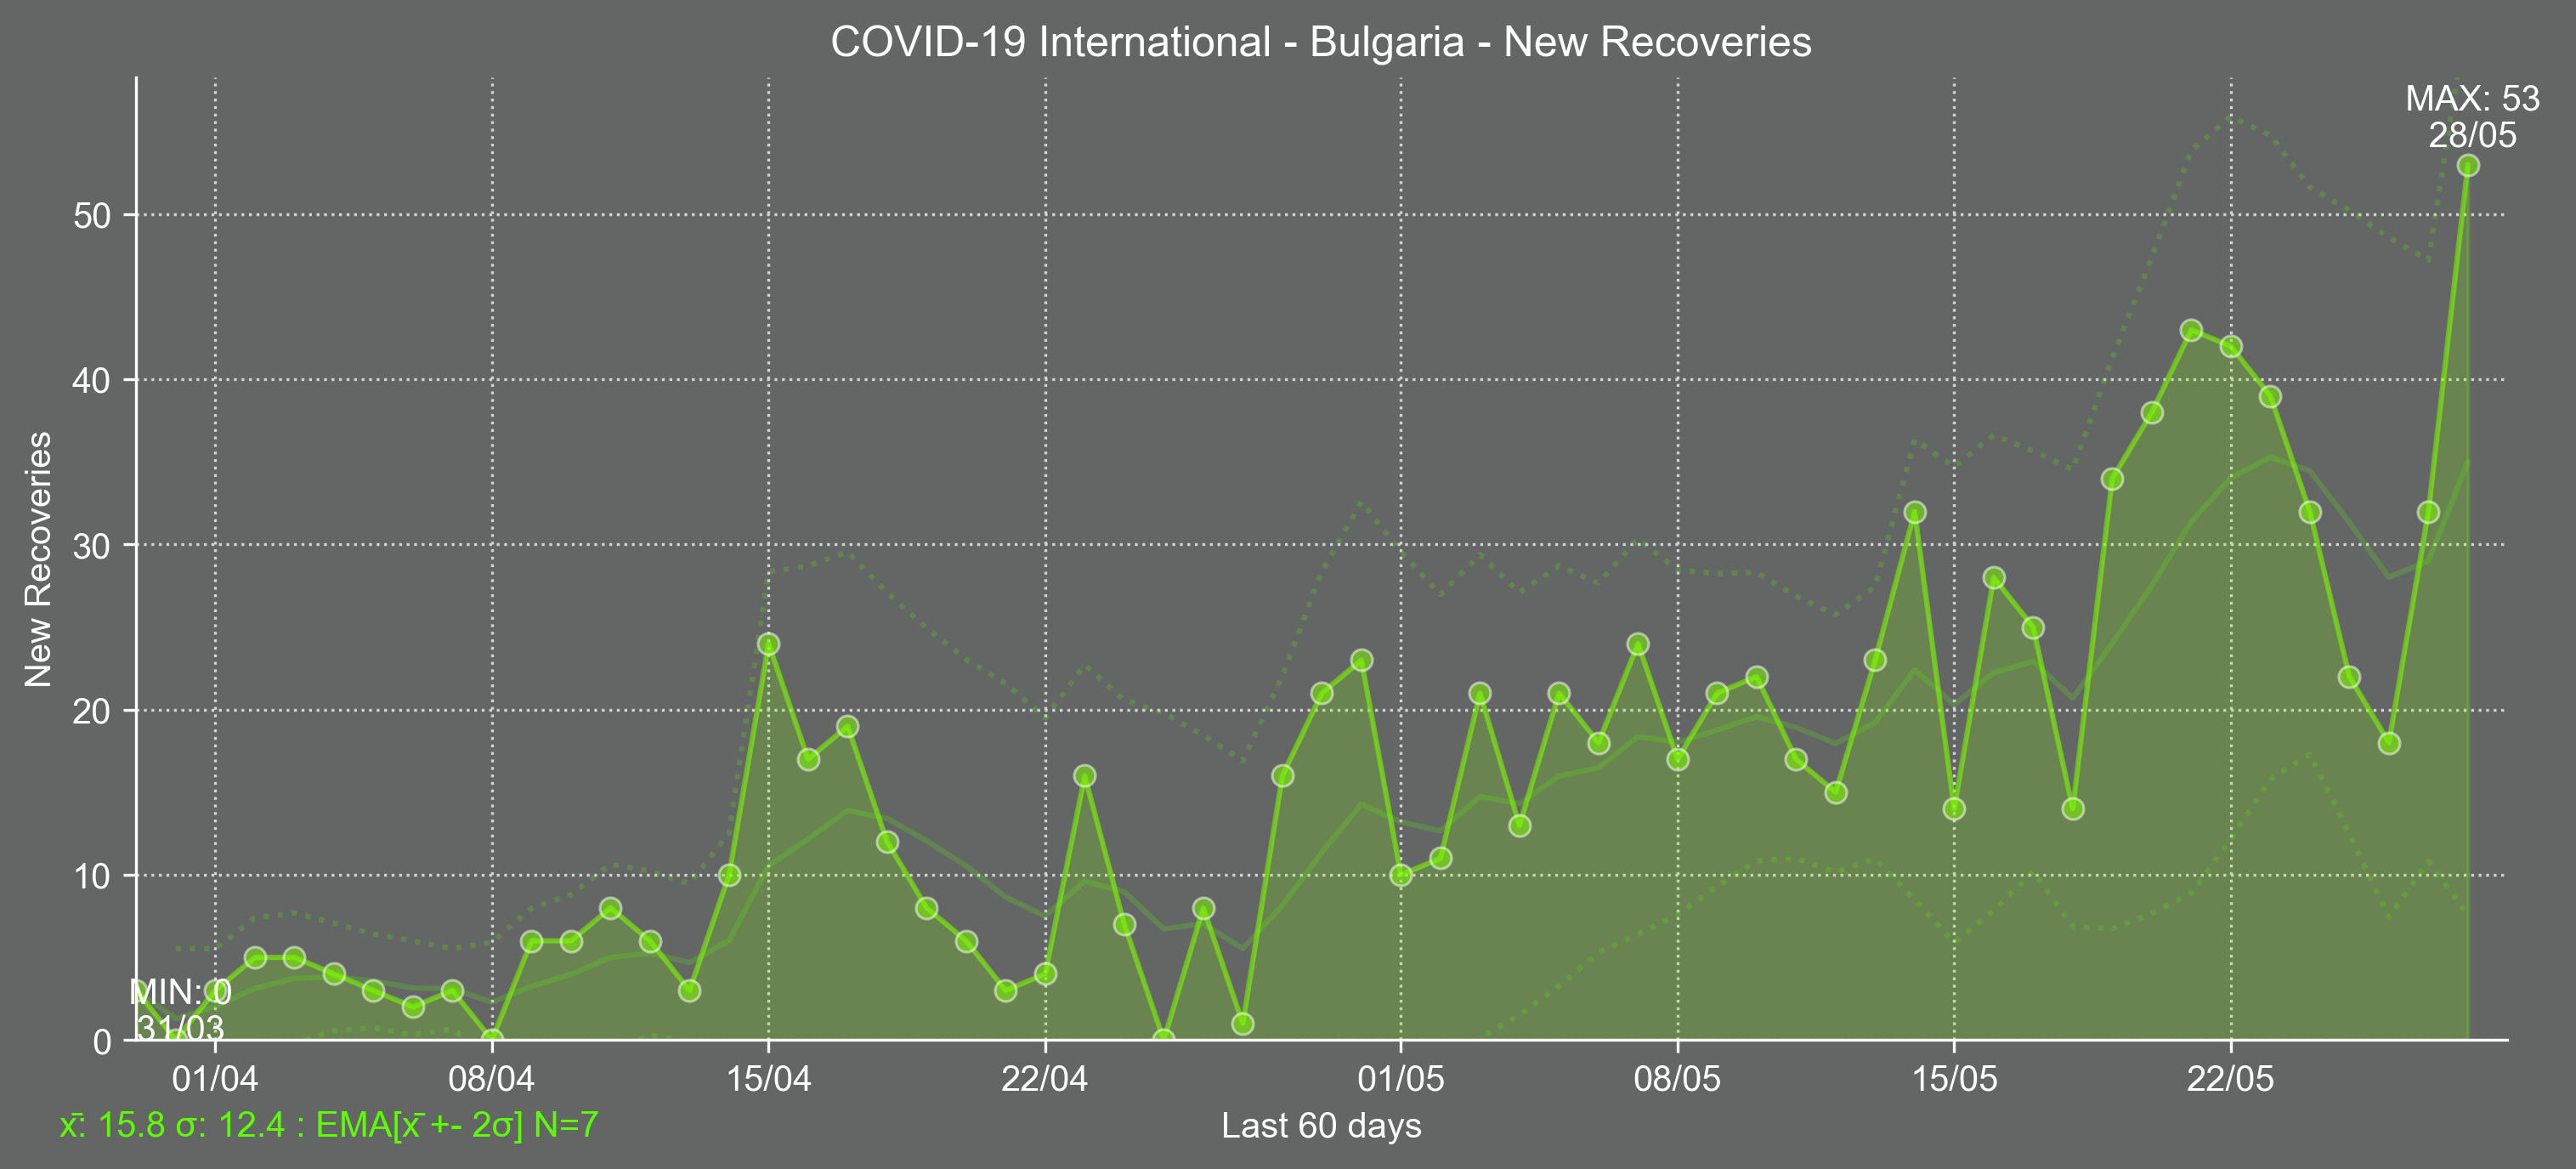 COVID-19 International - Bulgaria - New Recoveries
MAX: 53
28/05
New Recoveries
50
40
30
20
10
0
MIN: 0
31/03
01/04 08/04 15/04 22/04 01/05 08/05 15/05 22/05
x̄: 15.8 σ: 12.4 : EMA[x̄ +- 2σ] N=7
Last 60 days